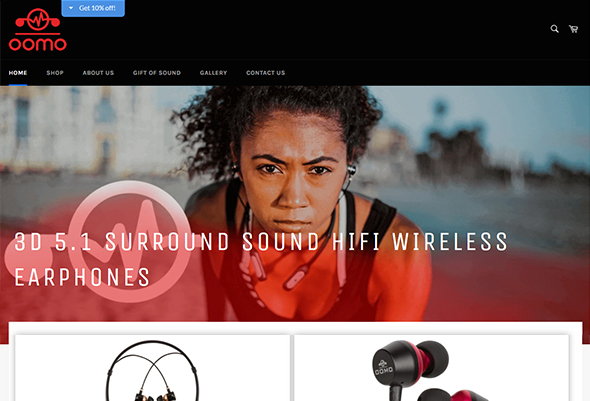 Get 10% off!
oomo
HOME SHOP ABOUT US GIFT OF SOUND GALLERY CONTACT US
3D 5.1 SURROUND SOUND HIFI WIRELESS
EARPHONES
OOMO